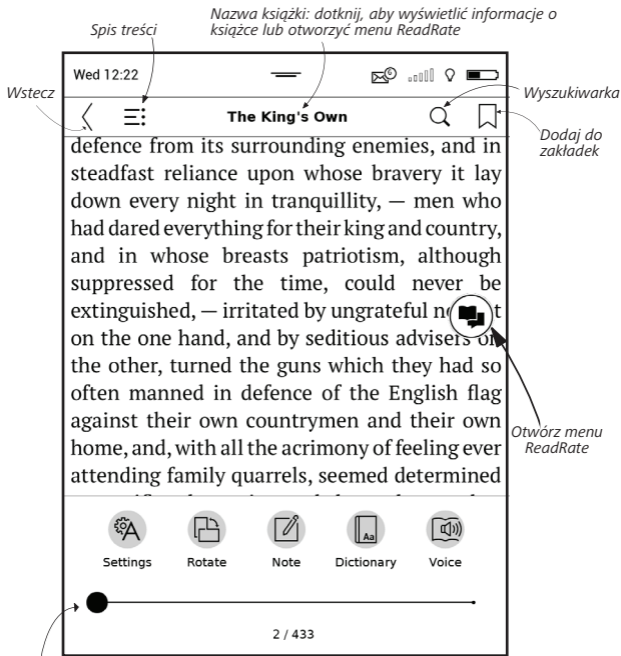 Nazwa książki: dotknij, aby wyświetlić informacje o
książce lub otworzyć menu ReadRate
Spis treści
Wstecz
Wed 12:22
6
Wyszukiwarka
The King's Own
Dodaj do
zakładek
defence from its surrounding enemies, and in
steadfast reliance upon whose bravery it lay
down every night in tranquillity, — men who
had dared everything for their king and country,
and in whose breasts patriotism, although
suppressed for the time, could never be
extinguished, — irritated by ungrateful
on the one hand, and by seditious advisers on
the other, turned the guns which they had so
often manned in defence of the English flag
against their own countrymen and their own
home, and, with all the acrimony of feeling ever
attending family quarrels, seemed determined
Otwórz menu
ReadRate
A
Aa
Settings Rotate Note Dictionary Voice
2 / 433